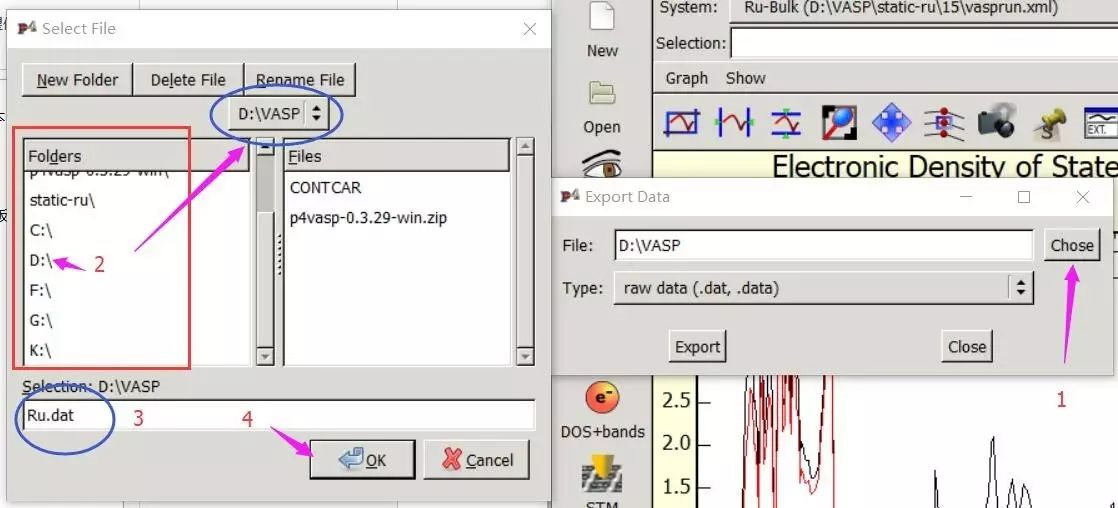 P4 Select File
New Folder
Delete File
Rename File
D:\VASP
Folders
p4vasp-0.3.29-win\
static-ru\
C:\
D:\
F:\
G:\
K:\
2
Files
CONTCAR
p4vasp-0.3.29-win.zip
Selection: D:\VASP
Ru.dat
3
4
OK
Cancel
New
Open
System:
Ru-Bulk (D:\VASP\static-ru\15\vasprun.xml)
Selection:
Graph Show
EXT.
Electronic Density of State
P4 Export Data
File:
D:\VASP
Chose
Type:
raw data (.dat, .data)
Export
Close
1
e-
DOS+bands
STM
2.5
2.0
1.5